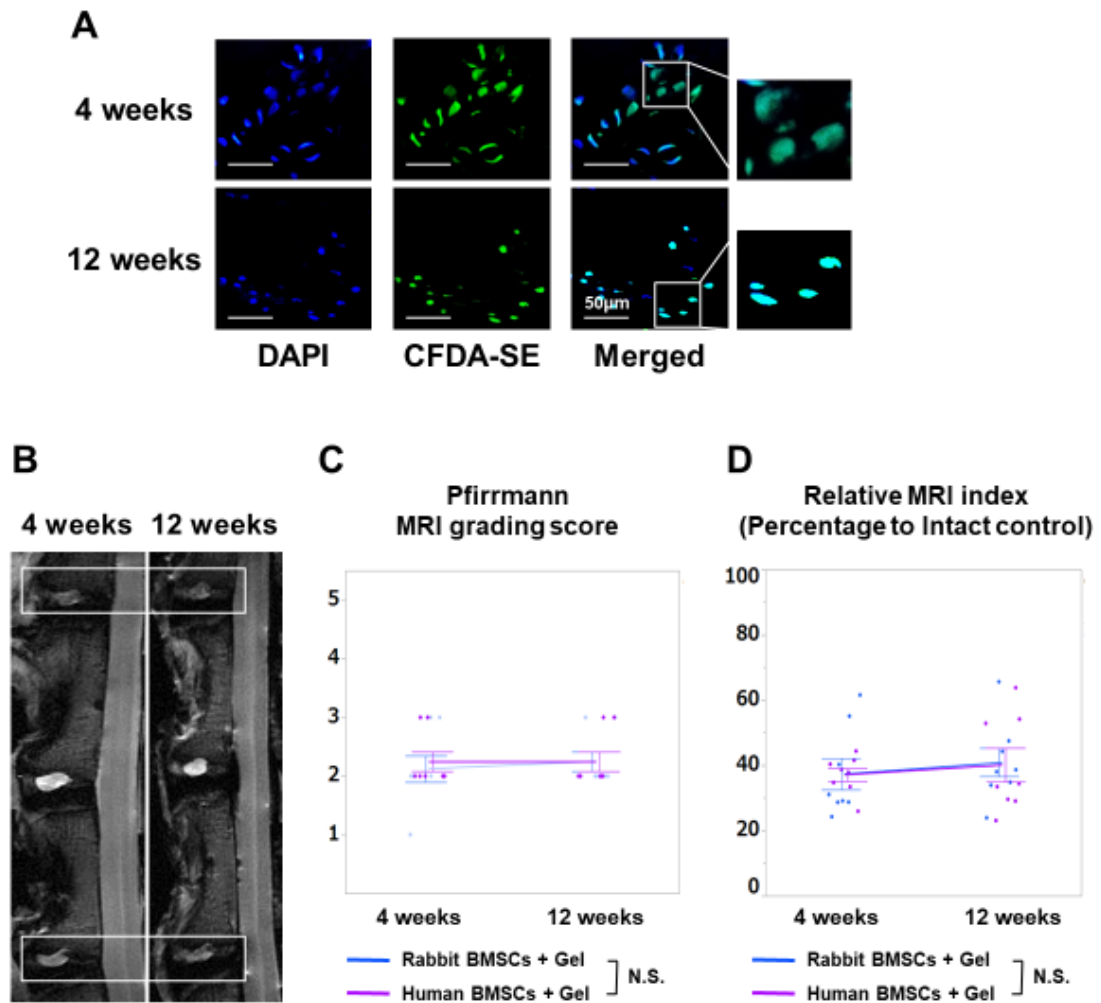 A
4 weeks
12 weeks
50μm
DAPI CFDA-SE Merged
B
4 weeks 12 weeks
C
Pfirrmann
MRI grading score
5
4
3
2
1
4 weeks 12 weeks
Rabbit BMSCs + Gel
Human BMSCs + Gel
N.S.
D
Relative MRI index
(Percentage to Intact control)
100
80
60
40
20
0
4 weeks 12 weeks
Rabbit BMSCs + Gel
Human BMSCs + Gel
N.S.